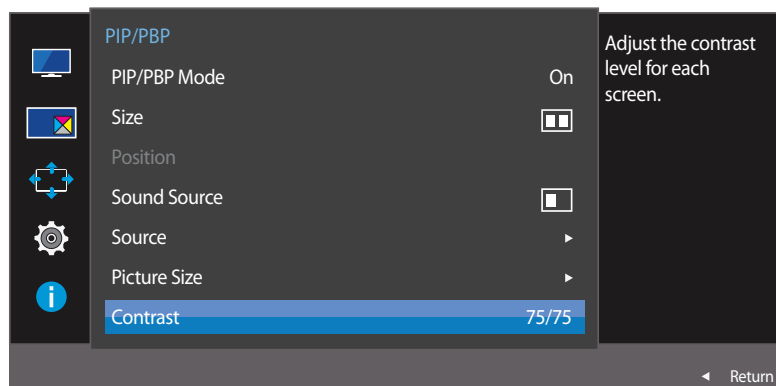 PIP/PBP
PIP/PBP Mode On
Size
Position
Sound Source
Source ►
Picture Size ►
Contrast 75/75
Adjust the contrast
level for each
screen.
◄ Return